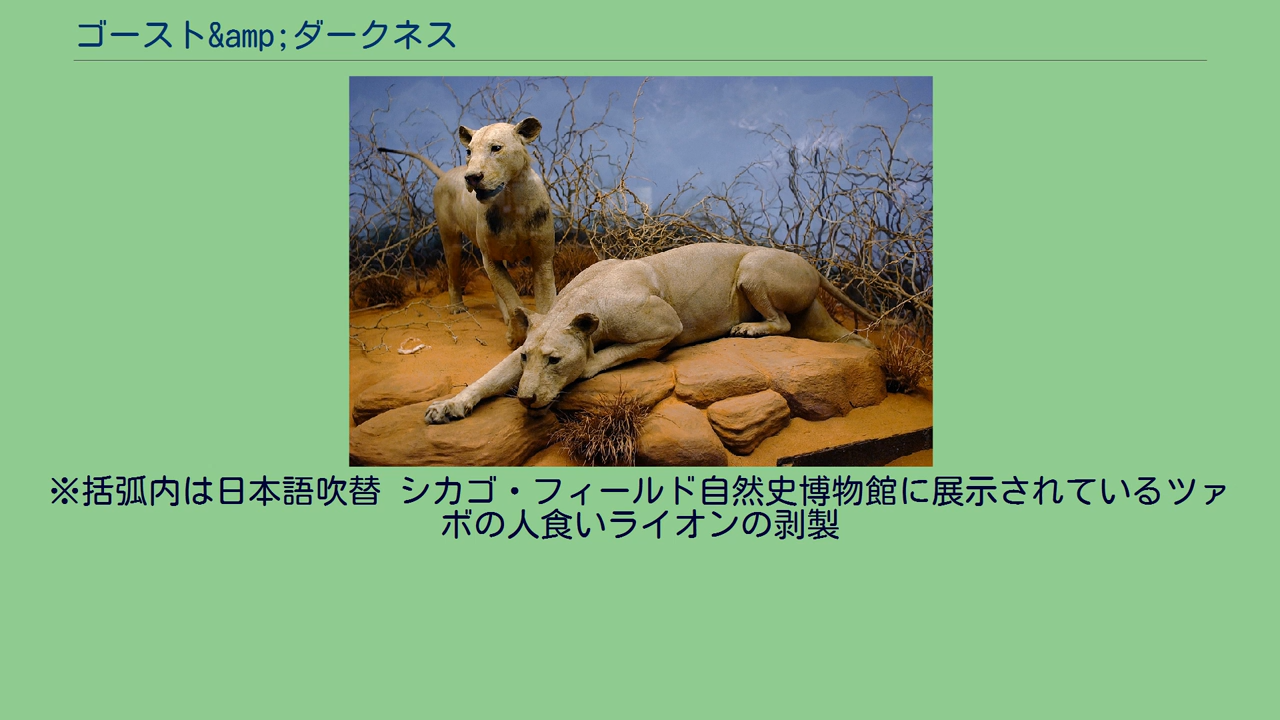 ゴースト&amp;ダークネス
※括弧内は日本語吹替 シカゴ・フィールド自然史博物館に展示されているツァ
ボの人食いライオンの剥製